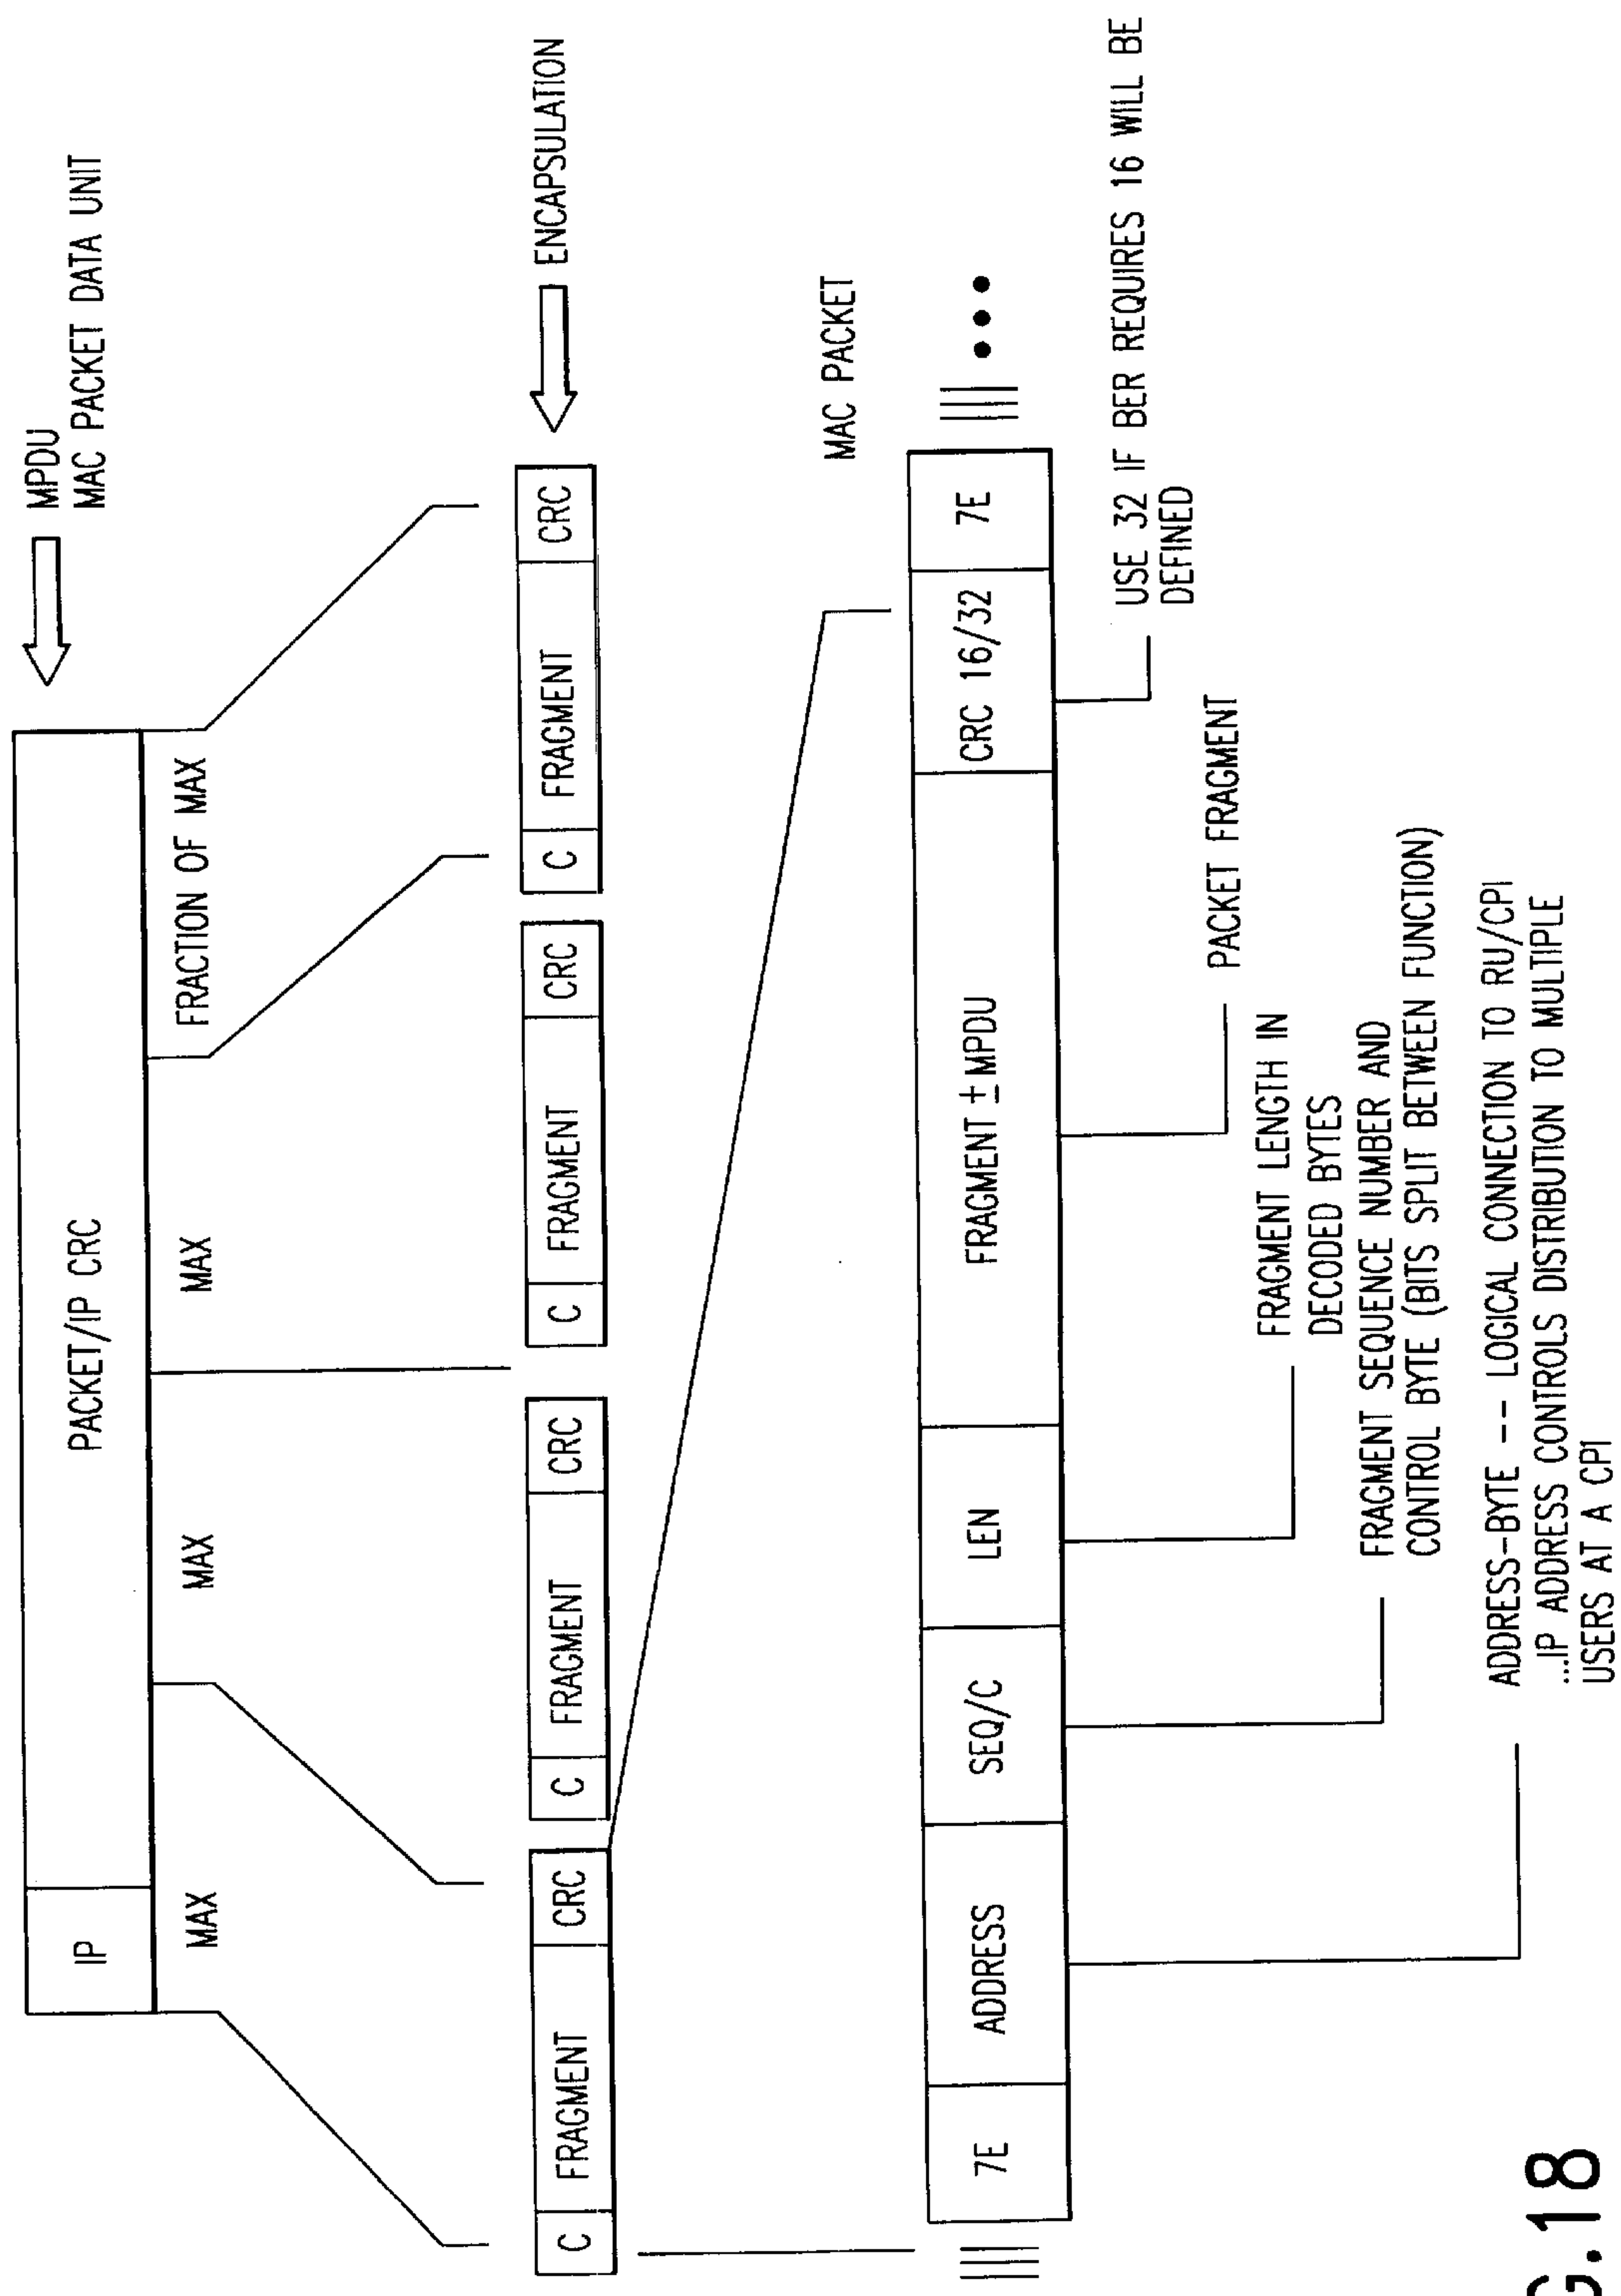 MPDU
MAC PACKET DATA UNIT
IP
PACKET/IP CRC
MAX
MAX
MAX
FRACTION OF MAX
ENCAPSULATION
C
FRAGMENT
CRC
C
FRAGMENT
CRC
C
FRAGMENT
CRC
C
FRAGMENT
CRC
MAC PACKET
7E
ADDRESS
SEQ/C
LEN
FRAGMENT ± MPDU
CRC 16/32
7E
USE 32 IF BER REQUIRES 16 WILL BE
DEFINED
PACKET FRAGMENT
FRAGMENT LENGTH IN
DECODED BYTES
FRAGMENT SEQUENCE NUMBER AND
CONTROL BYTE (BITS SPLIT BETWEEN FUNCTION)
ADDRESS-BYTE -- LOGICAL CONNECTION TO RU/CPI
...IP ADDRESS CONTROLS DISTRIBUTION TO MULTIPLE
USERS AT A CPI
G.18